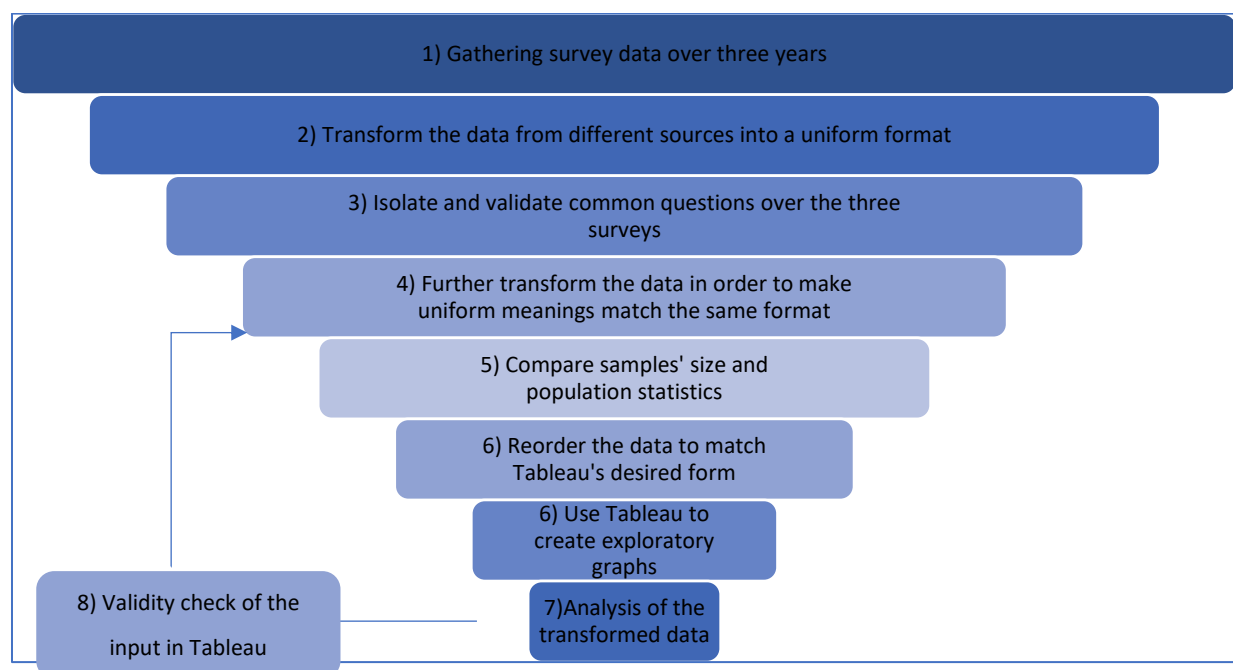 1) Gathering survey data over three years
2) Transform the data from different sources into a uniform format
3) Isolate and validate common questions over the three
surveys
4) Further transform the data in order to make
uniform meanings match the same format
5) Compare samples' size and
population statistics
6) Reorder the data to match
Tableau's desired form
6) Use Tableau to
create exploratory
graphs
7)Analysis of the
transformed data
8) Validity check of the
input in Tableau